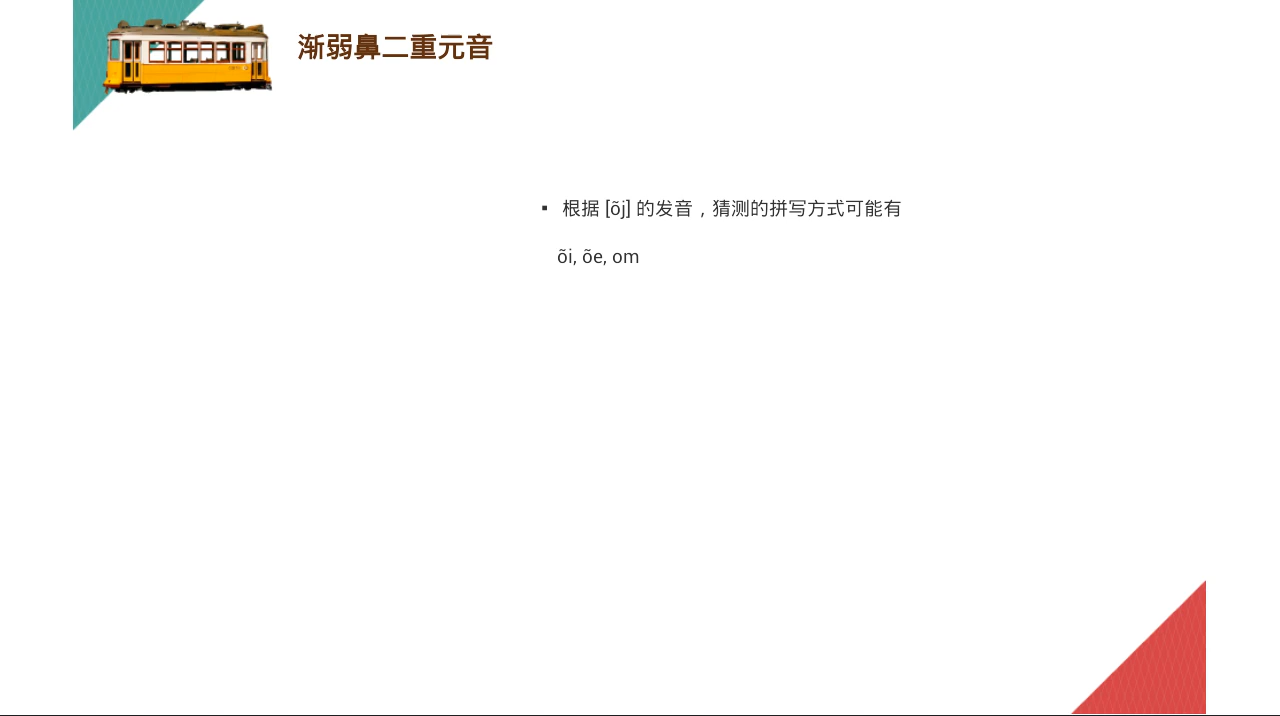 渐弱鼻二重元音
▪ 根据 [õj] 的发音，猜测的拼写方式可能有
õi, õe, om